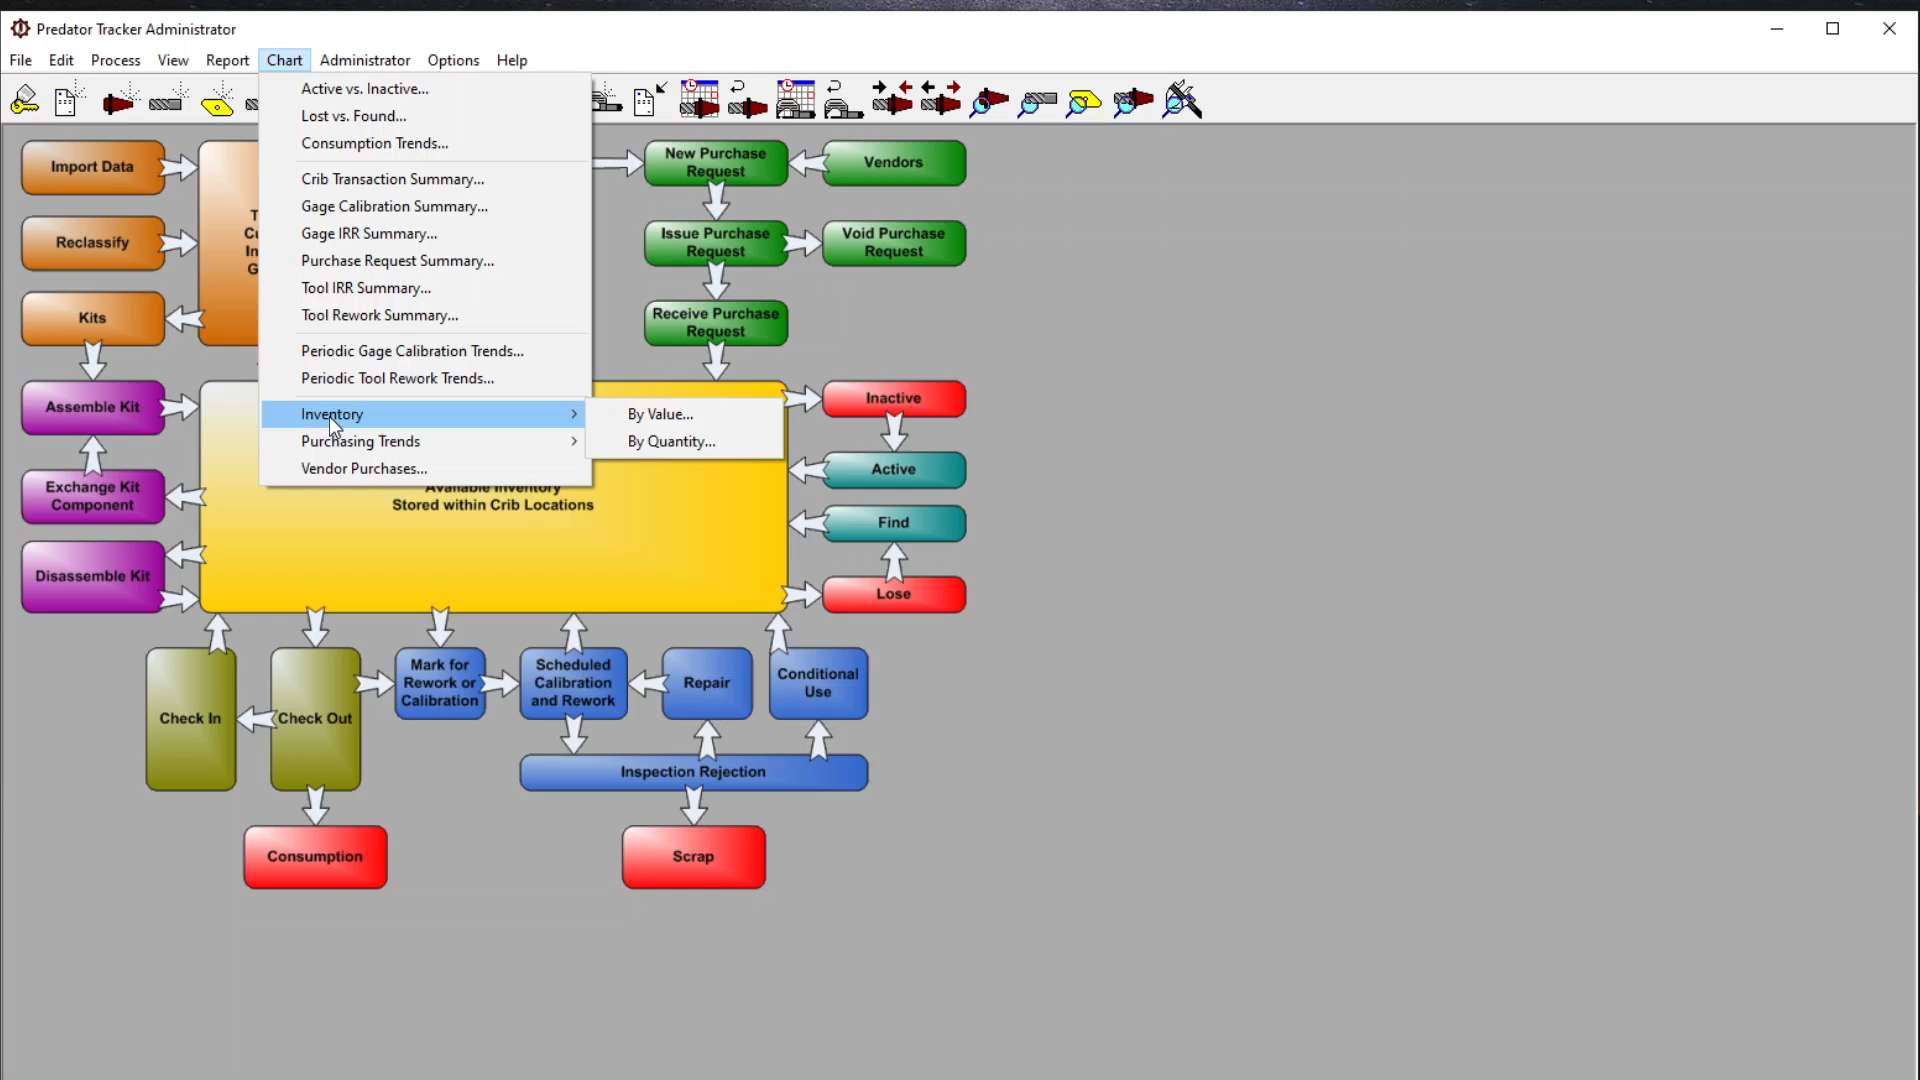 Predator Tracker Administrator
File Edit Process View Report Chart Administrator Options Help
Active vs. Inactive...
Lost vs. Found...
Consumption Trends...
Crib Transaction Summary...
Gage Calibration Summary...
Gage IRR Summary...
Purchase Request Summary...
Tool IRR Summary...
Tool Rework Summary...
Periodic Gage Calibration Trends...
Periodic Tool Rework Trends...
Inventory
Purchasing Trends
Vendor Purchases...
By Value...
By Quantity...
Import Data
Reclassify
Kits
Assemble Kit
Exchange Kit
Component
Disassemble Kit
New Purchase
Request
Vendors
Issue Purchase
Request
Void Purchase
Request
Receive Purchase
Request
Available Inventory
Stored within Crib Locations
Inactive
Active
Find
Lose
Check In
Check Out
Mark for
Rework or
Calibration
Scheduled
Calibration
and Rework
Repair
Conditional
Use
Inspection Rejection
Consumption
Scrap